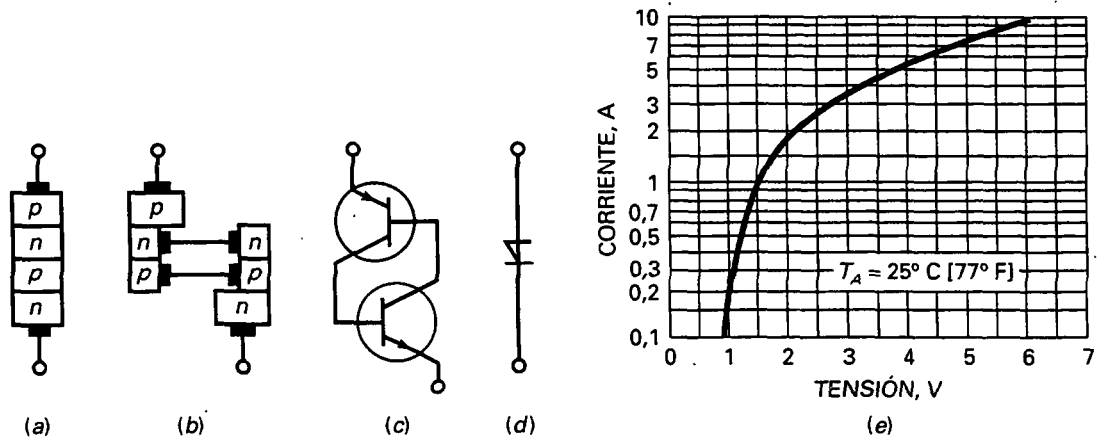 p
n
p
n
(a)
p
n n
p p
n
(b)
(c)
(d)
CORRIENTE, A
10
7
5
3
2
1
0,7
0,5
0,3
0,2
0,1
T_A = 25° C [77° F]
0 1 2 3 4 5 6 7
TENSIÓN, V
(e)